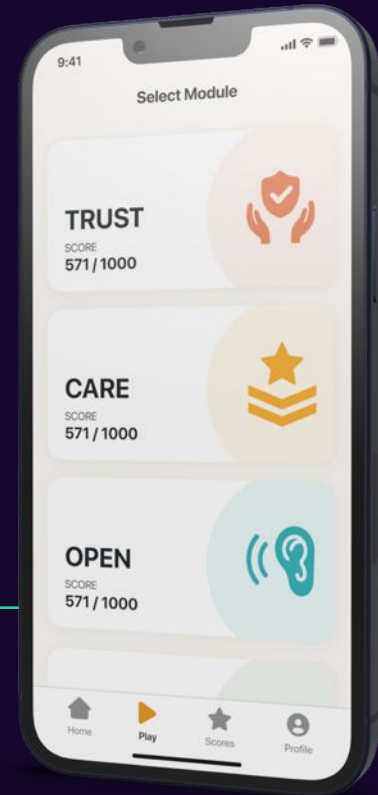 9:41
Select Module
TRUST
SCORE
571 / 1000
CARE
SCORE
571 / 1000
OPEN
SCORE
571 / 1000
Home
Play
Scores
Profile